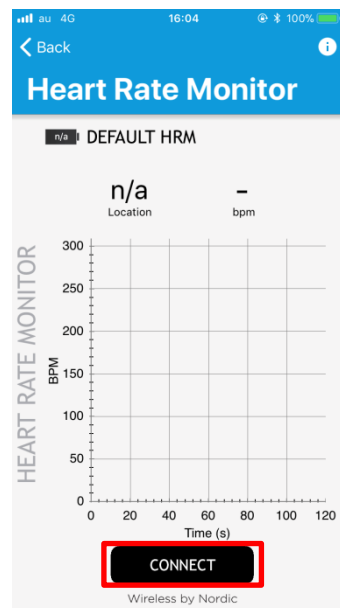 au 4G 16:04 100%
Back
Heart Rate Monitor
n/a DEFAULT HRM
n/a -
Location bpm
HEART RATE MONITOR
BPM
300
250
200
150
100
50
0
0 20 40 60 80 100 120
Time (s)
CONNECT
Wireless by Nordic